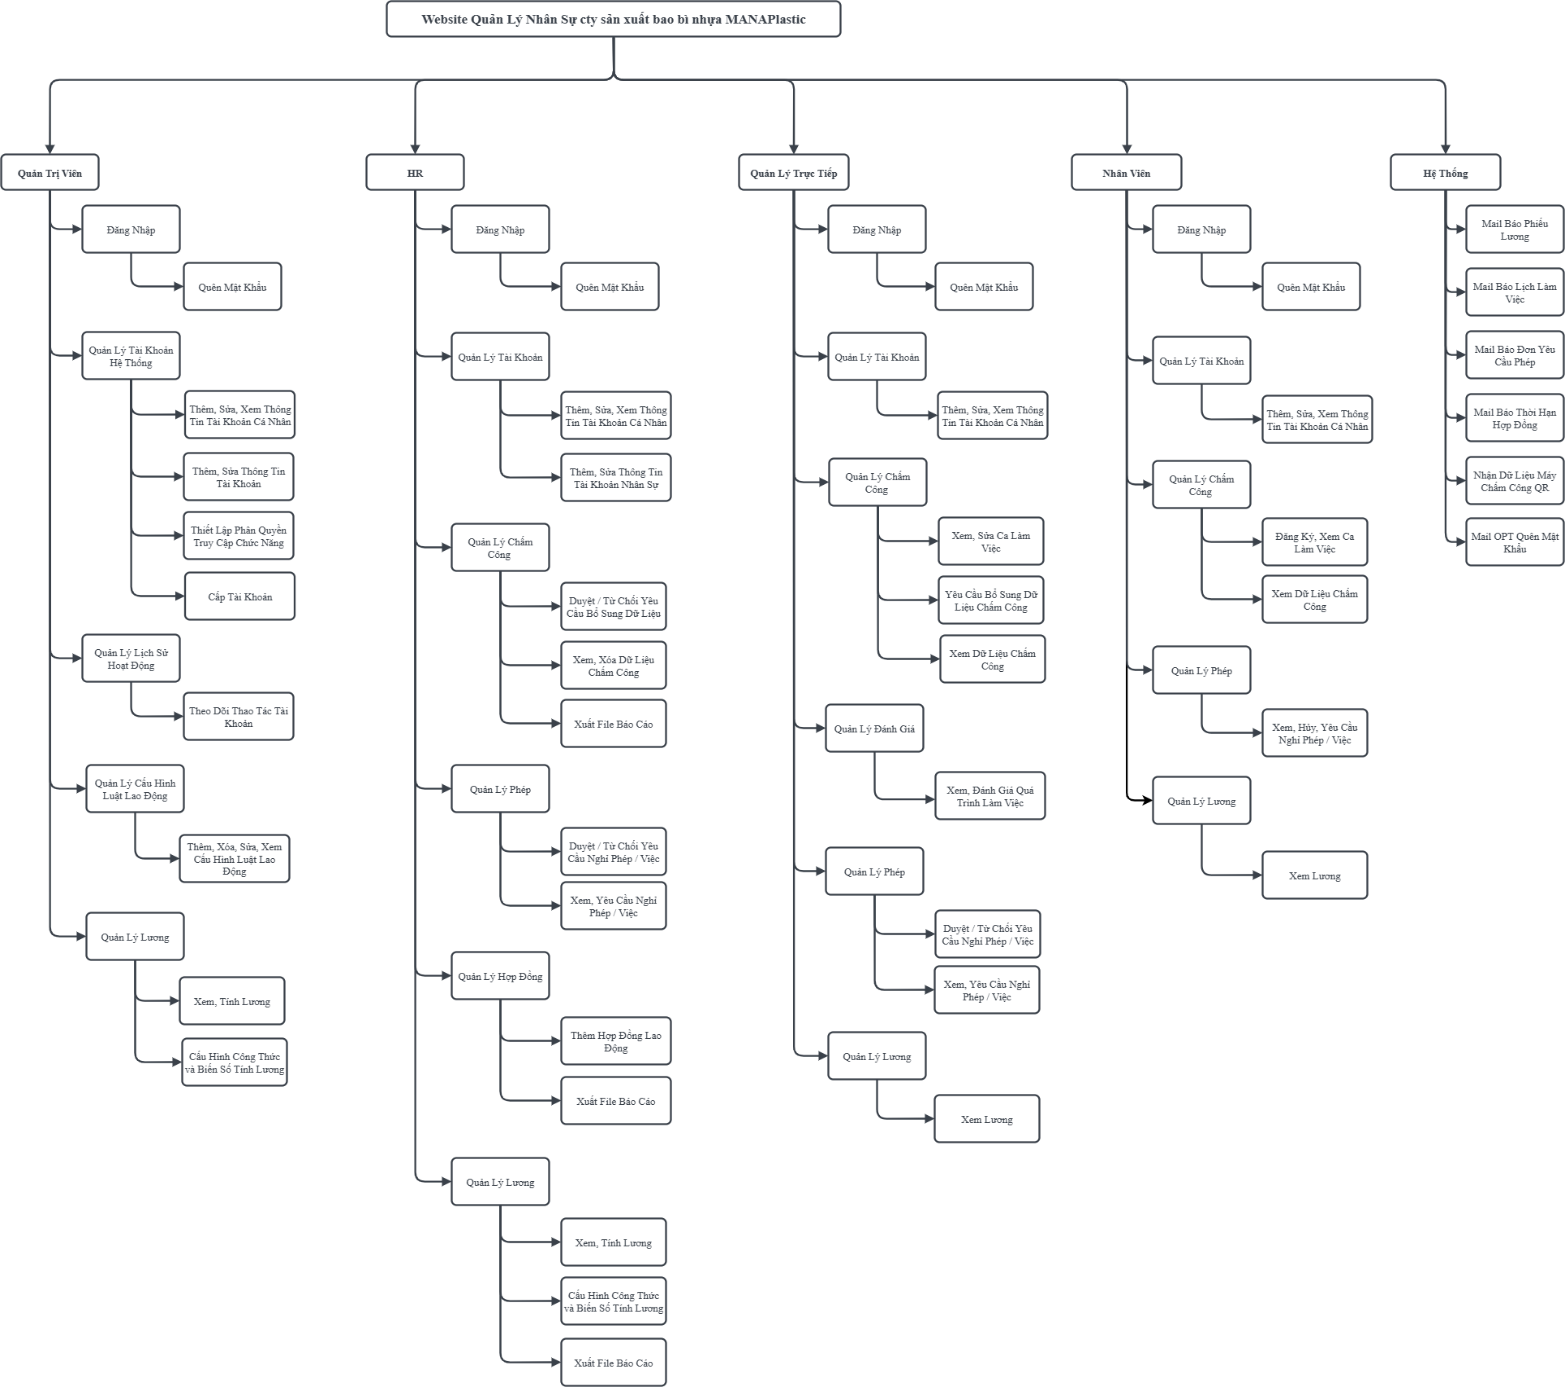 Website Quản Lý Nhân Sự cty sản xuất bao bì nhựa MANAPlastic
Quản Trị Viên
Đăng Nhập
Quên Mật Khẩu
Quản Lý Tài Khoản
Hệ Thống
Thêm, Sửa, Xem Thông
Tin Tài Khoản Cá Nhân
Thêm, Sửa Thông Tin
Tài Khoản
Thiết Lập Phân Quyền
Truy Cập Chức Năng
Cấp Tài Khoản
Quản Lý Lịch Sử
Hoạt Động
Theo Dõi Thao Tác Tài
Khoản
Quản Lý Cấu Hình
Luật Lao Động
Thêm, Xóa, Sửa, Xem
Cấu Hình Luật Lao
Động
Quản Lý Lương
Xem, Tính Lương
Cấu Hình Công Thức
và Biến Số Tính Lương
HR
Đăng Nhập
Quên Mật Khẩu
Quản Lý Tài Khoản
Thêm, Sửa, Xem Thông
Tin Tài Khoản Cá Nhân
Thêm, Sửa Thông Tin
Tài Khoản Nhân Sự
Quản Lý Chấm
Công
Duyệt / Từ Chối Yêu
Cầu Bổ Sung Dữ Liệu
Xem, Xóa Dữ Liệu
Chấm Công
Xuất File Báo Cáo
Quản Lý Phép
Duyệt / Từ Chối Yêu
Cầu Nghỉ Phép / Việc
Xem, Yêu Cầu Nghỉ
Phép / Việc
Quản Lý Hợp Đồng
Thêm Hợp Đồng Lao
Động
Xuất File Báo Cáo
Quản Lý Lương
Xem, Tính Lương
Cấu Hình Công Thức
và Biến Số Tính Lương
Xuất File Báo Cáo
Quản Lý Trực Tiếp
Đăng Nhập
Quên Mật Khẩu
Quản Lý Tài Khoản
Thêm, Sửa, Xem Thông
Tin Tài Khoản Cá Nhân
Quản Lý Chấm
Công
Xem, Sửa Ca Làm
Việc
Yêu Cầu Bổ Sung Dữ
Liệu Chấm Công
Xem Dữ Liệu Chấm
Công
Quản Lý Đánh Giá
Xem, Đánh Giá Quá
Trình Làm Việc
Quản Lý Phép
Duyệt / Từ Chối Yêu
Cầu Nghỉ Phép / Việc
Xem, Yêu Cầu Nghỉ
Phép / Việc
Quản Lý Lương
Xem Lương
Nhân Viên
Đăng Nhập
Quên Mật Khẩu
Quản Lý Tài Khoản
Thêm, Sửa, Xem Thông
Tin Tài Khoản Cá Nhân
Quản Lý Chấm
Công
Đăng Ký, Xem Ca
Làm Việc
Xem Dữ Liệu Chấm
Công
Quản Lý Phép
Xem, Hủy, Yêu Cầu
Nghỉ Phép / Việc
Quản Lý Lương
Xem Lương
Hệ Thống
Mail Báo Phiếu
Lương
Mail Báo Lịch Làm
Việc
Mail Báo Đơn Yêu
Cầu Phép
Mail Báo Thời Hạn
Hợp Đồng
Nhận Dữ Liệu Máy
Chấm Công QR
Mail OPT Quên Mật
Khẩu